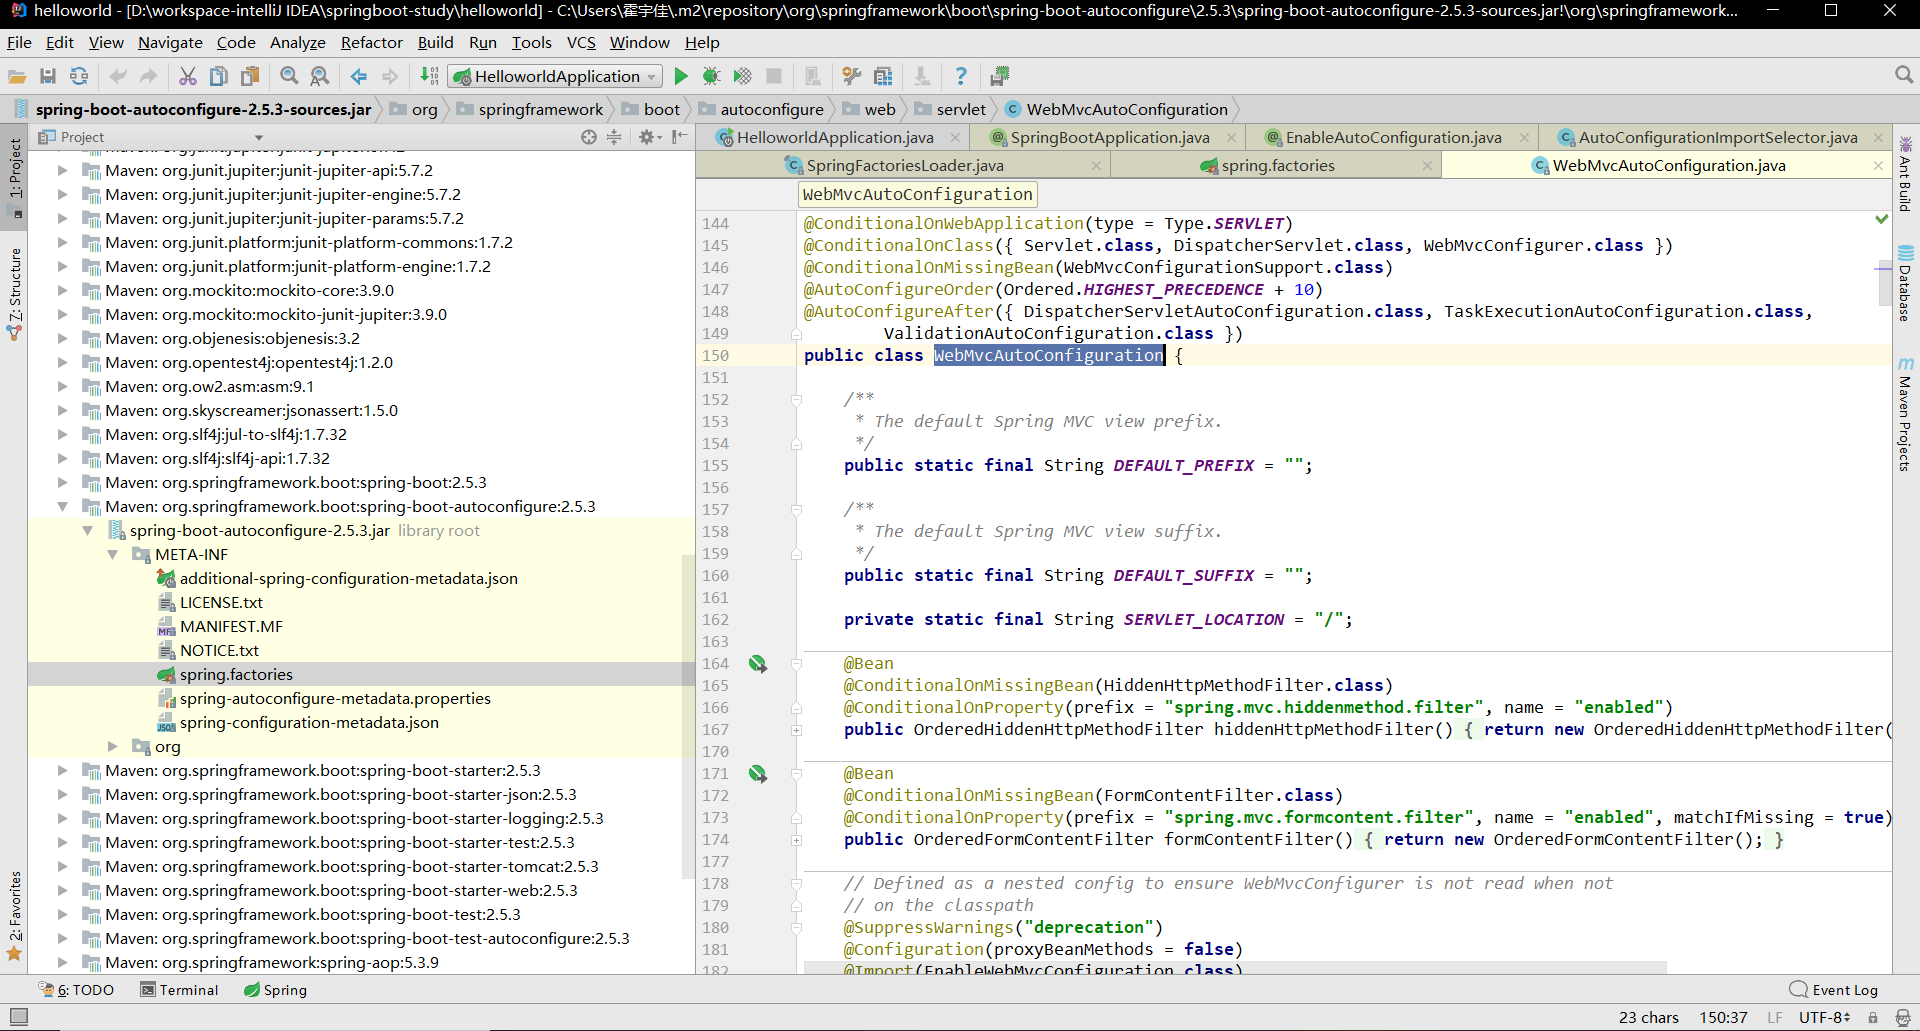 helloworld - [D:\workspace-intelliJ IDEA\springboot-study\helloworld] - C:\Users\霍宇佳\.m2\repository\org\springframework\boot\spring-boot-autoconfigure\2.5.3\spring-boot-autoconfigure-2.5.3-sources.jar!\org\springframework...
File Edit View Navigate Code Analyze Refactor Build Run Tools VCS Window Help
HelloworldApplication
spring-boot-autoconfigure-2.5.3-sources.jar org springframework boot autoconfigure web servlet WebMvcAutoConfiguration
Project
HelloworldApplication.java SpringBootApplication.java EnableAutoConfiguration.java AutoConfigurationImportSelector.java
SpringFactoriesLoader.java spring.factories WebMvcAutoConfiguration.java
1: Project
Z: Structure
2: Favorites
Maven: org.junit.jupiter:junit-jupiter-api:5.7.2
Maven: org.junit.jupiter:junit-jupiter-engine:5.7.2
Maven: org.junit.jupiter:junit-jupiter-params:5.7.2
Maven: org.junit.platform:junit-platform-commons:1.7.2
Maven: org.junit.platform:junit-platform-engine:1.7.2
Maven: org.mockito:mockito-core:3.9.0
Maven: org.mockito:mockito-junit-jupiter:3.9.0
Maven: org.objenesis:objenesis:3.2
Maven: org.opentest4j:opentest4j:1.2.0
Maven: org.ow2.asm:asm:9.1
Maven: org.skyscreamer:jsonassert:1.5.0
Maven: org.slf4j:jul-to-slf4j:1.7.32
Maven: org.slf4j:slf4j-api:1.7.32
Maven: org.springframework.boot:spring-boot:2.5.3
Maven: org.springframework.boot:spring-boot-autoconfigure:2.5.3
spring-boot-autoconfigure-2.5.3.jar library root
META-INF
additional-spring-configuration-metadata.json
LICENSE.txt
MANIFEST.MF
NOTICE.txt
spring.factories
spring-autoconfigure-metadata.properties
spring-configuration-metadata.json
org
Maven: org.springframework.boot:spring-boot-starter:2.5.3
Maven: org.springframework.boot:spring-boot-starter-json:2.5.3
Maven: org.springframework.boot:spring-boot-starter-logging:2.5.3
Maven: org.springframework.boot:spring-boot-starter-test:2.5.3
Maven: org.springframework.boot:spring-boot-starter-tomcat:2.5.3
Maven: org.springframework.boot:spring-boot-starter-web:2.5.3
Maven: org.springframework.boot:spring-boot-test:2.5.3
Maven: org.springframework.boot:spring-boot-test-autoconfigure:2.5.3
Maven: org.springframework:spring-aop:5.3.9
WebMvcAutoConfiguration
144 @ConditionalOnWebApplication(type = Type.SERVLET)
145 @ConditionalOnClass({ Servlet.class, DispatcherServlet.class, WebMvcConfigurer.class })
146 @ConditionalOnMissingBean(WebMvcConfigurationSupport.class)
147 @AutoConfigureOrder(Ordered.HIGHEST_PRECEDENCE + 10)
148 @AutoConfigureAfter({ DispatcherServletAutoConfiguration.class, TaskExecutionAutoConfiguration.class,
149 ValidationAutoConfiguration.class })
150 public class WebMvcAutoConfiguration {
151
152 /**
153 * The default Spring MVC view prefix.
154 */
155 public static final String DEFAULT_PREFIX = "";
156
157 /**
158 * The default Spring MVC view suffix.
159 */
160 public static final String DEFAULT_SUFFIX = "";
161
162 private static final String SERVLET_LOCATION = "/";
163
164 @Bean
165 @ConditionalOnMissingBean(HiddenHttpMethodFilter.class)
166 @ConditionalOnProperty(prefix = "spring.mvc.hiddenmethod.filter", name = "enabled")
167 public OrderedHiddenHttpMethodFilter hiddenHttpMethodFilter() { return new OrderedHiddenHttpMethodFilter(
170
171 @Bean
172 @ConditionalOnMissingBean(FormContentFilter.class)
173 @ConditionalOnProperty(prefix = "spring.mvc.formcontent.filter", name = "enabled", matchIfMissing = true)
174 public OrderedFormContentFilter formContentFilter() { return new OrderedFormContentFilter(); }
177
178 // Defined as a nested config to ensure WebMvcConfigurer is not read when not
179 // on the classpath
180 @SuppressWarnings("deprecation")
181 @Configuration(proxyBeanMethods = false)
182 @Import(EnableWebMvcConfiguration.class)
Ant Build
Database
Maven Projects
6: TODO Terminal Spring Event Log
23 chars 150:37 LF UTF-8